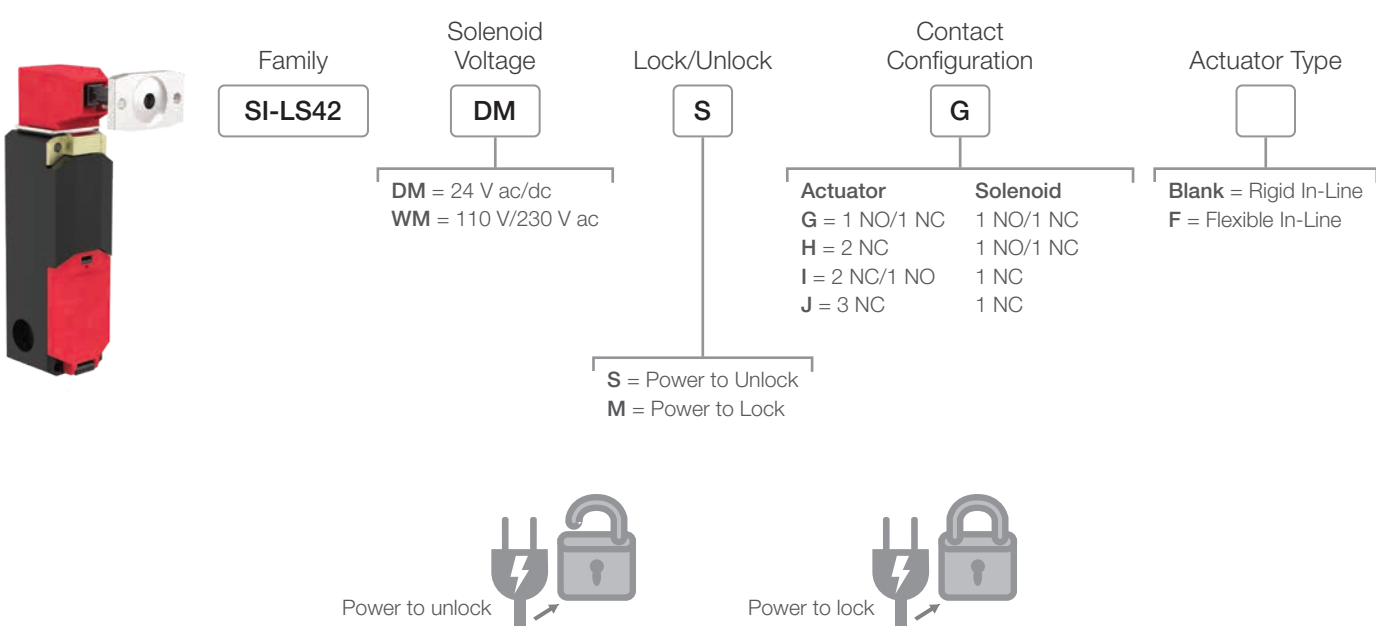 Family
SI-LS42
Solenoid
Voltage
DM
DM = 24 V ac/dc
WM = 110 V/230 V ac
Lock/Unlock
S
S = Power to Unlock
M = Power to Lock
Contact
Configuration
G
Actuator Solenoid
G = 1 NO/1 NC 1 NO/1 NC
H = 2 NC 1 NO/1 NC
I = 2 NC/1 NO 1 NC
J = 3 NC 1 NC
Actuator Type
Blank = Rigid In-Line
F = Flexible In-Line
Power to unlock
Power to lock